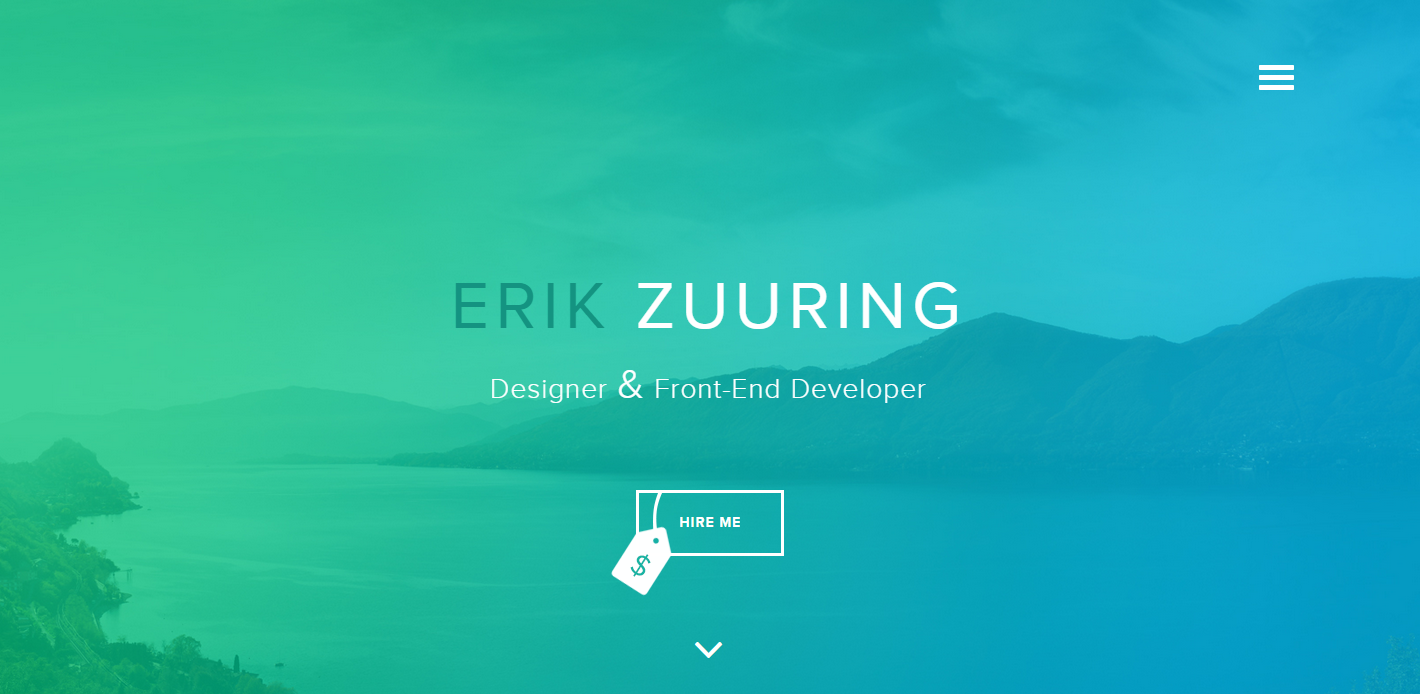 ERIK ZUURING
Designer & Front-End Developer
HIRE ME
$